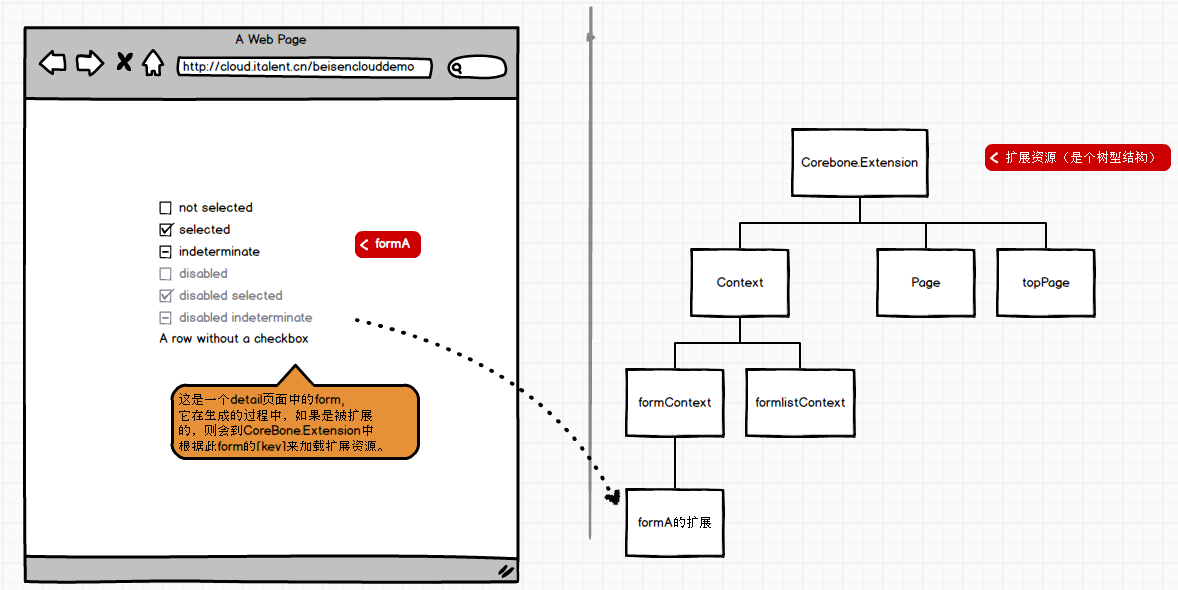 A Web Page
http://cloud.italent.cn/beisenclouddemo
not selected
selected
indeterminate
disabled
disabled selected
disabled indeterminate
A row without a checkbox
formA
这是一个detail页面中的form,
它在生成的过程中，如果是被扩展
的，则会到CoreBone.Extension中
根据此form的[key]来加载扩展资源。
Corebone.Extension
扩展资源（是个树型结构）
Context
Page
topPage
formContext
formlistContext
formA的扩展